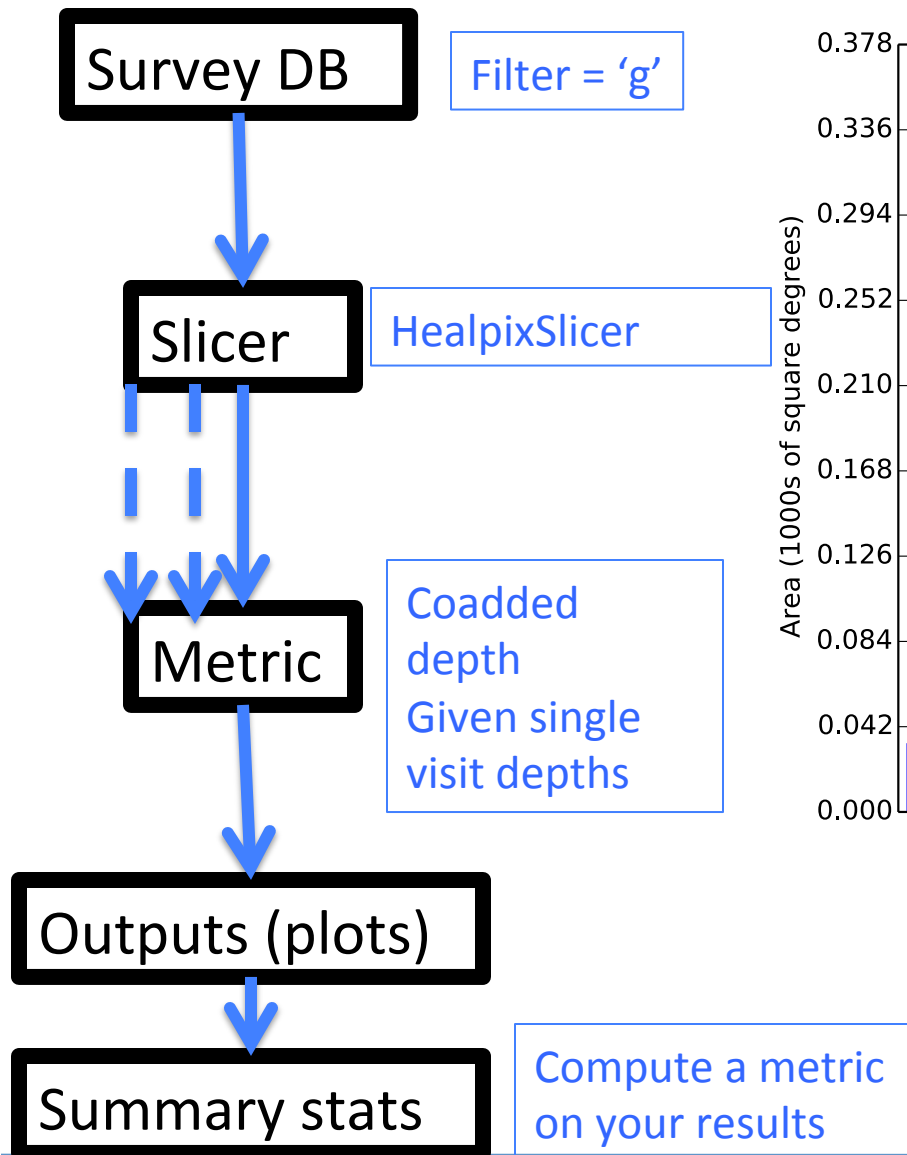 Survey DB
Filter = ‘g’
Slicer
HealpixSlicer
Metric
Coadded
depth
Given single
visit depths
Outputs (plots)
Summary stats
Compute a metric
on your results
0.378
0.336
0.294
0.252
0.210
0.168
0.126
0.084
0.042
0.000
Area (1000s of square degrees)